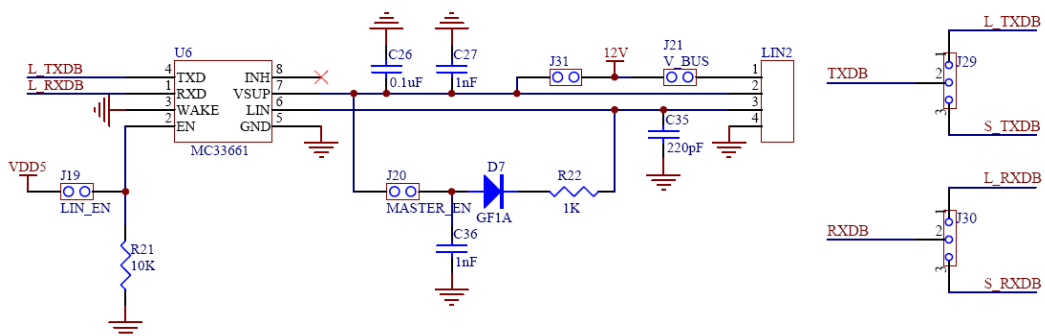 L_TXDB
C26
0.1uF
C27
1nF
12V
J21
V_BUS
LIN2
J31
U6
L_TXDB
4 TXD INH 8
L_RXDB
1 RXD VSUP 7
3 WAKE LIN 6
2 EN GND 5
MC33661
1
2
3
4
C35
220pF
VDD5
J19
LIN_EN
J20
MASTER_EN
D7
GF1A
R22
1K
C36
1nF
R21
10K
TXDB
1
2
3
J29
S_TXDB
L_RXDB
RXDB
1
2
3
J30
S_RXDB